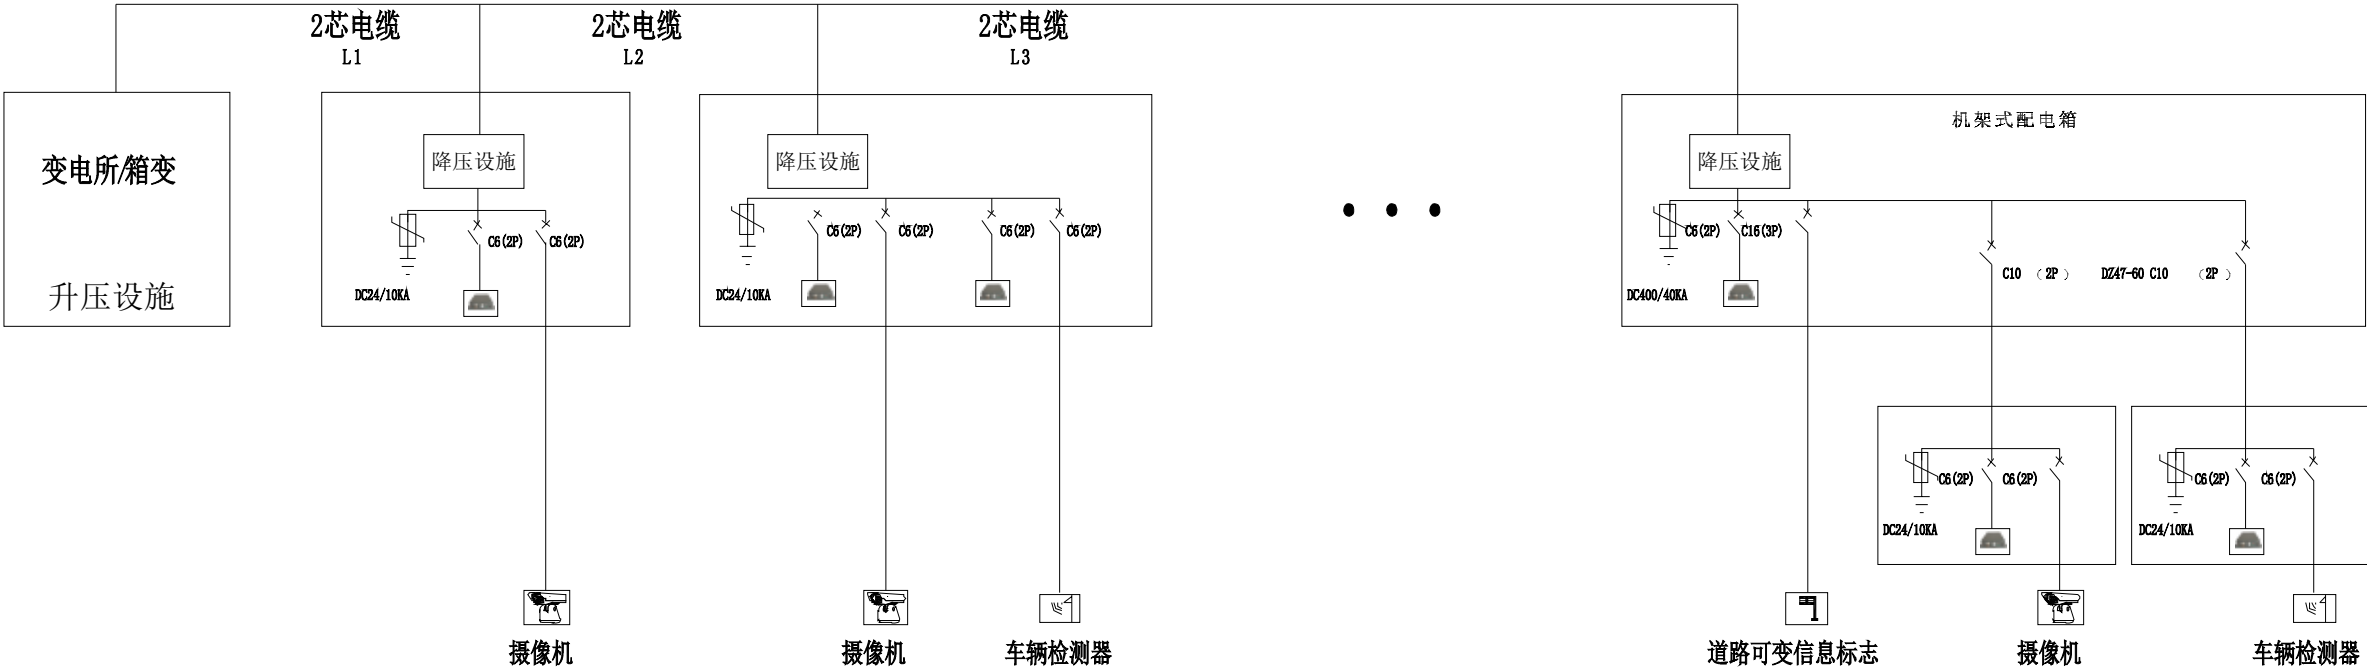 2芯电缆
L1
2芯电缆
L2
2芯电缆
L3
变电所/箱变
升压设施
降压设施
C6(2P)
C6(2P)
DC24/10KA
降压设施
C6(2P)
C6(2P)
C6(2P)
C6(2P)
DC24/10KA
机架式配电箱
降压设施
C6(2P)
C16(3P)
DC400/40KA
C10 （2P）
DZ47-60 C10 （2P）
C6(2P)
C6(2P)
DC24/10KA
C6(2P)
C6(2P)
DC24/10KA
摄像机
摄像机
车辆检测器
道路可变信息标志
摄像机
车辆检测器